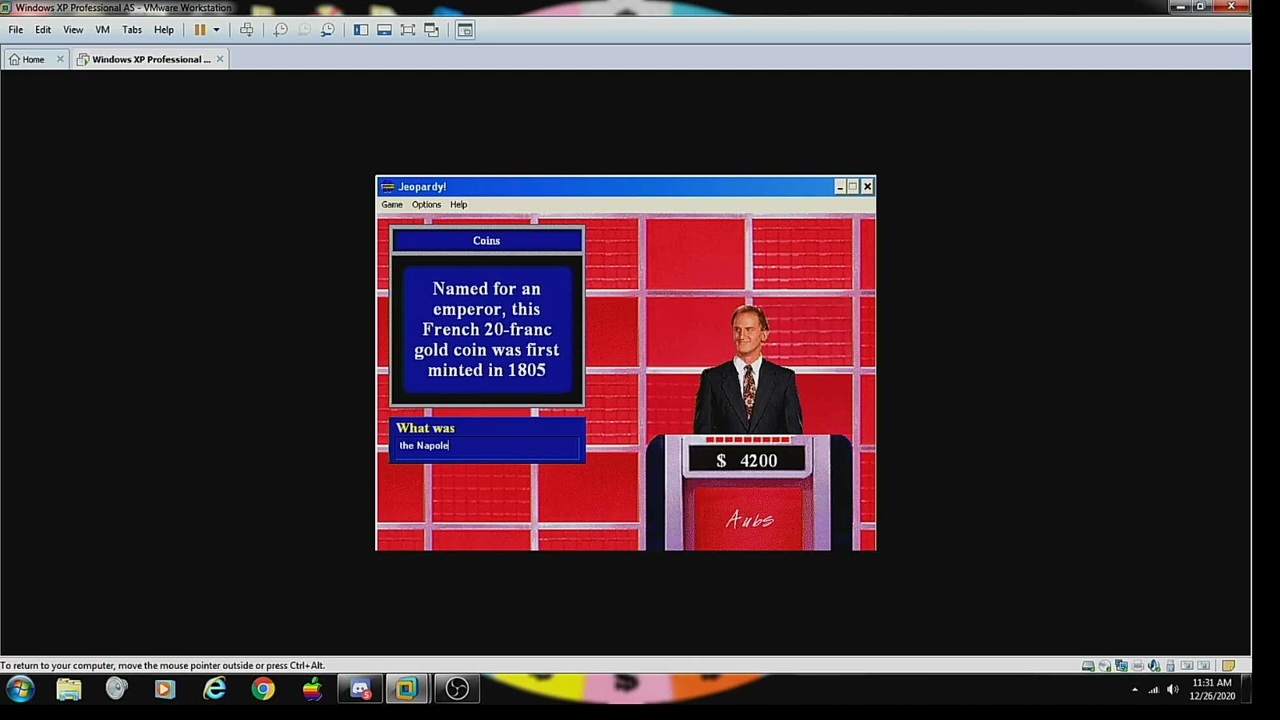 Windows XP Professional AS - VMware Workstation
File Edit View VM Tabs Help
Home
Windows XP Professional ...
Jeopardy!
Game Options Help
Coins
Named for an
emperor, this
French 20-franc
gold coin was first
minted in 1805
What was
the Napole
$ 4200
Aubs
To return to your computer, move the mouse pointer outside or press Ctrl+Alt.
5
$
11:31 AM
12/26/2020